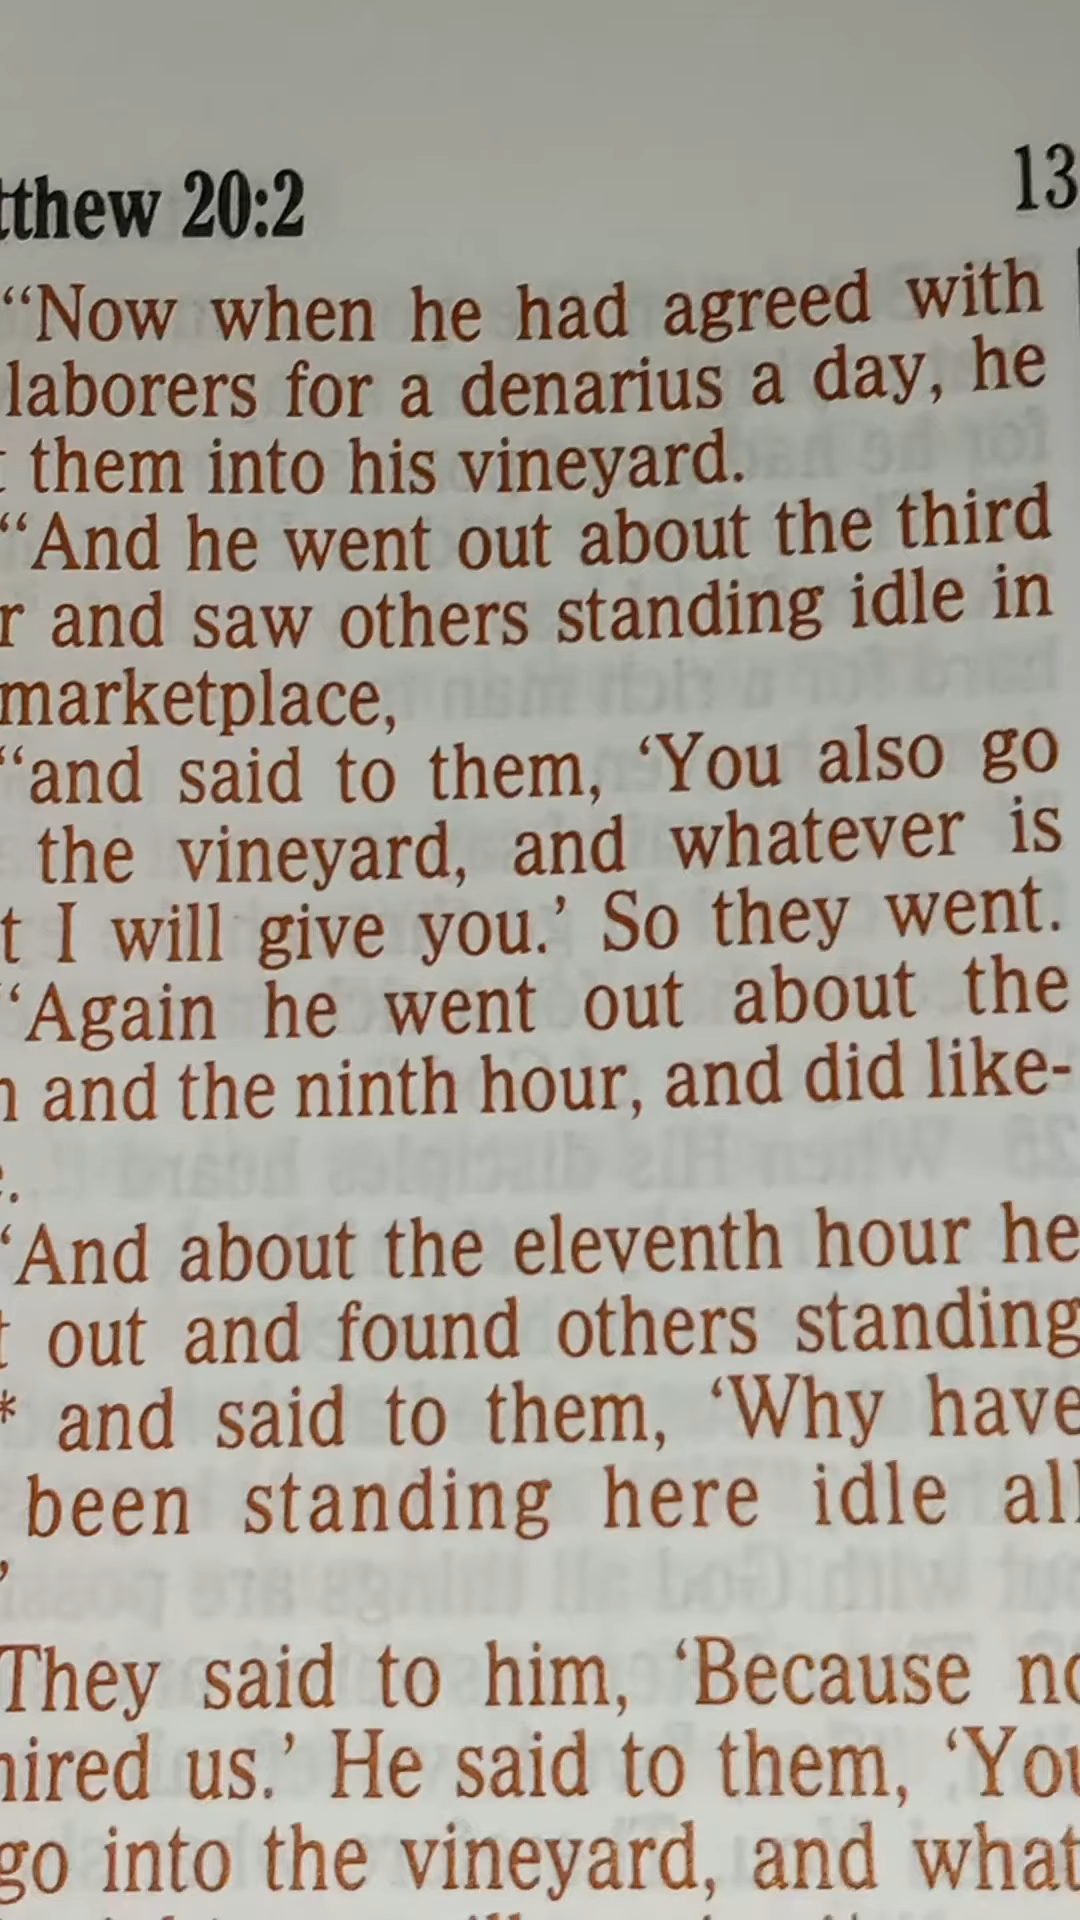 tthew 20:2
13
“Now when he had agreed with
laborers for a denarius a day, he
them into his vineyard.
“And he went out about the third
r and saw others standing idle in
marketplace,
“and said to them, ‘You also go
the vineyard, and whatever is
t I will give you.’ So they went.
“Again he went out about the
and the ninth hour, and did like-
.
“And about the eleventh hour he
out and found others standing
* and said to them, ‘Why have
been standing here idle all
’
They said to him, ‘Because no
hired us.’ He said to them, ‘You
go into the vineyard, and what